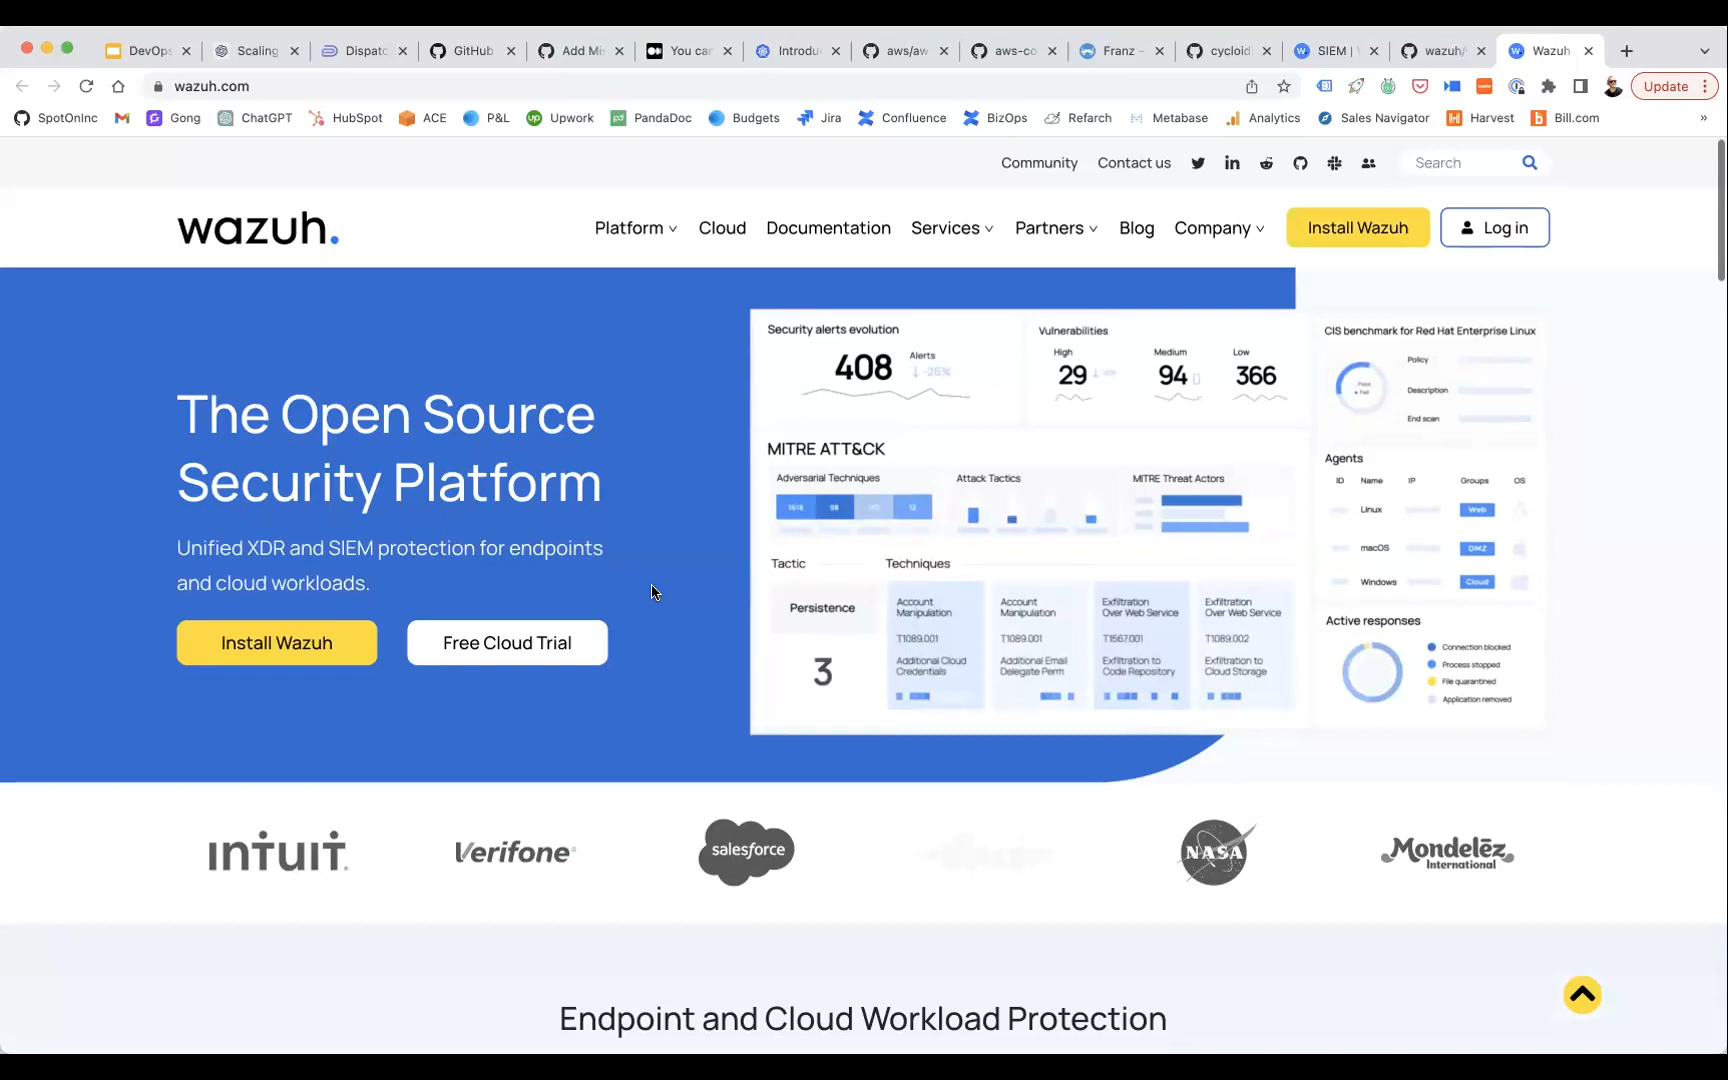 DevOps
Scaling
Dispatc
GitHub
Add Mi
You can
Introdu
aws/aw
aws-co
Franz –
cycloid
SIEM |
wazuh/
Wazuh
wazuh.com
Update
SpotOnInc
Gong
ChatGPT
HubSpot
ACE
P&L
Upwork
PandaDoc
Budgets
Jira
Confluence
BizOps
Refarch
Metabase
Analytics
Sales Navigator
Harvest
Bill.com
»
Community
Contact us
Search
wazuh.
Platform
Cloud
Documentation
Services
Partners
Blog
Company
Install Wazuh
Log in
The Open Source
Security Platform
Unified XDR and SIEM protection for endpoints
and cloud workloads.
Install Wazuh
Free Cloud Trial
Security alerts evolution
408
Alerts
↓ -26%
Vulnerabilities
High
29
Medium
94
Low
366
CIS benchmark for Red Hat Enterprise Linux
Policy
Description
End scan
MITRE ATT&CK
Adversarial Techniques
1618
98
12
Attack Tactics
MITRE Threat Actors
Agents
ID Name IP Groups OS
Linux Web
macOS DMZ
Windows Cloud
Tactic
Techniques
Persistence
3
Account
Manipulation
T1089.001
Additional Cloud
Credentials
Account
Manipulation
T1089.001
Additional Email
Delegate Perm
Exfiltration
Over Web Service
T1567.001
Exfiltration to
Code Repository
Exfiltration
Over Web Service
T1089.002
Exfiltration to
Cloud Storage
Active responses
Connection blocked
Process stopped
File quarantined
Application removed
INTUIT
Verifone
salesforce
NASA
Mondelēz
International
Endpoint and Cloud Workload Protection